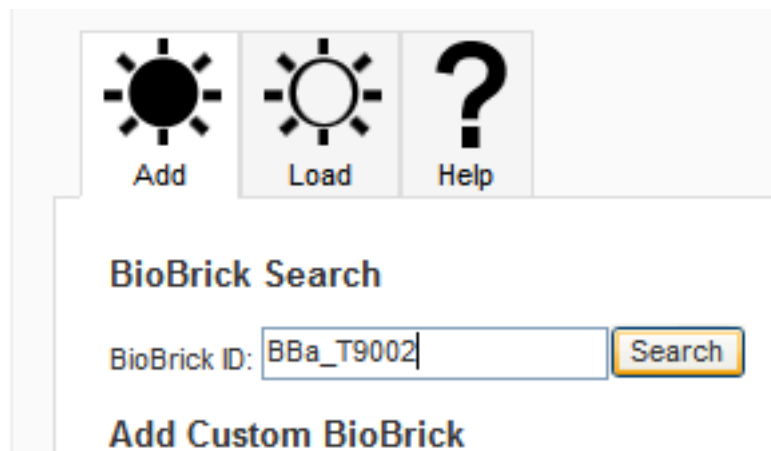 Add Load Help
BioBrick Search
BioBrick ID: BBa_T9002 Search
Add Custom BioBrick